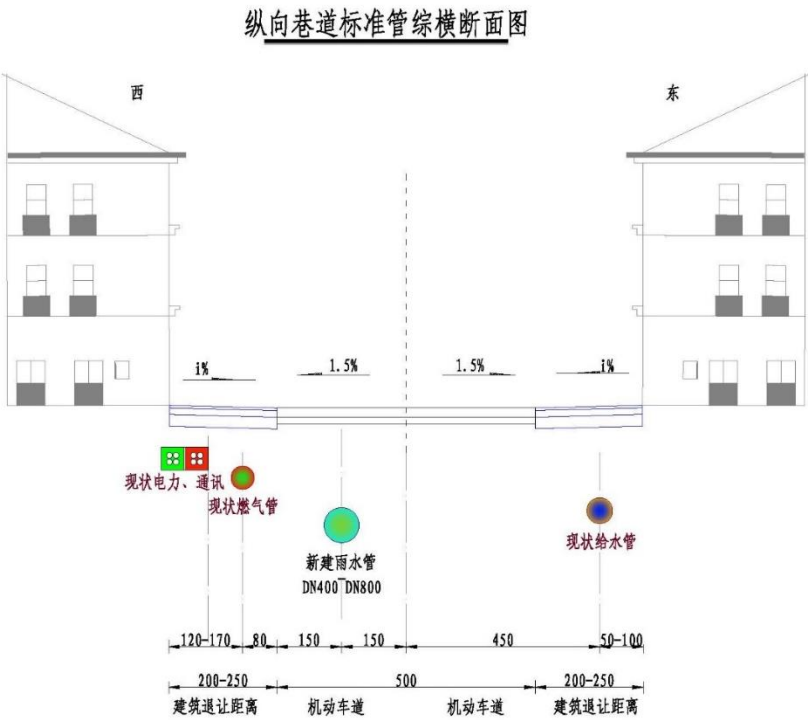 纵向巷道标准管综横断面图
西
东
i%
1.5%
1.5%
i%
现状电力、通讯
现状燃气管
新建雨水管
DN400-DN800
现状给水管
120-170
80
150
150
450
50-100
200-250
500
200-250
建筑退让距离
机动车道
机动车道
建筑退让距离